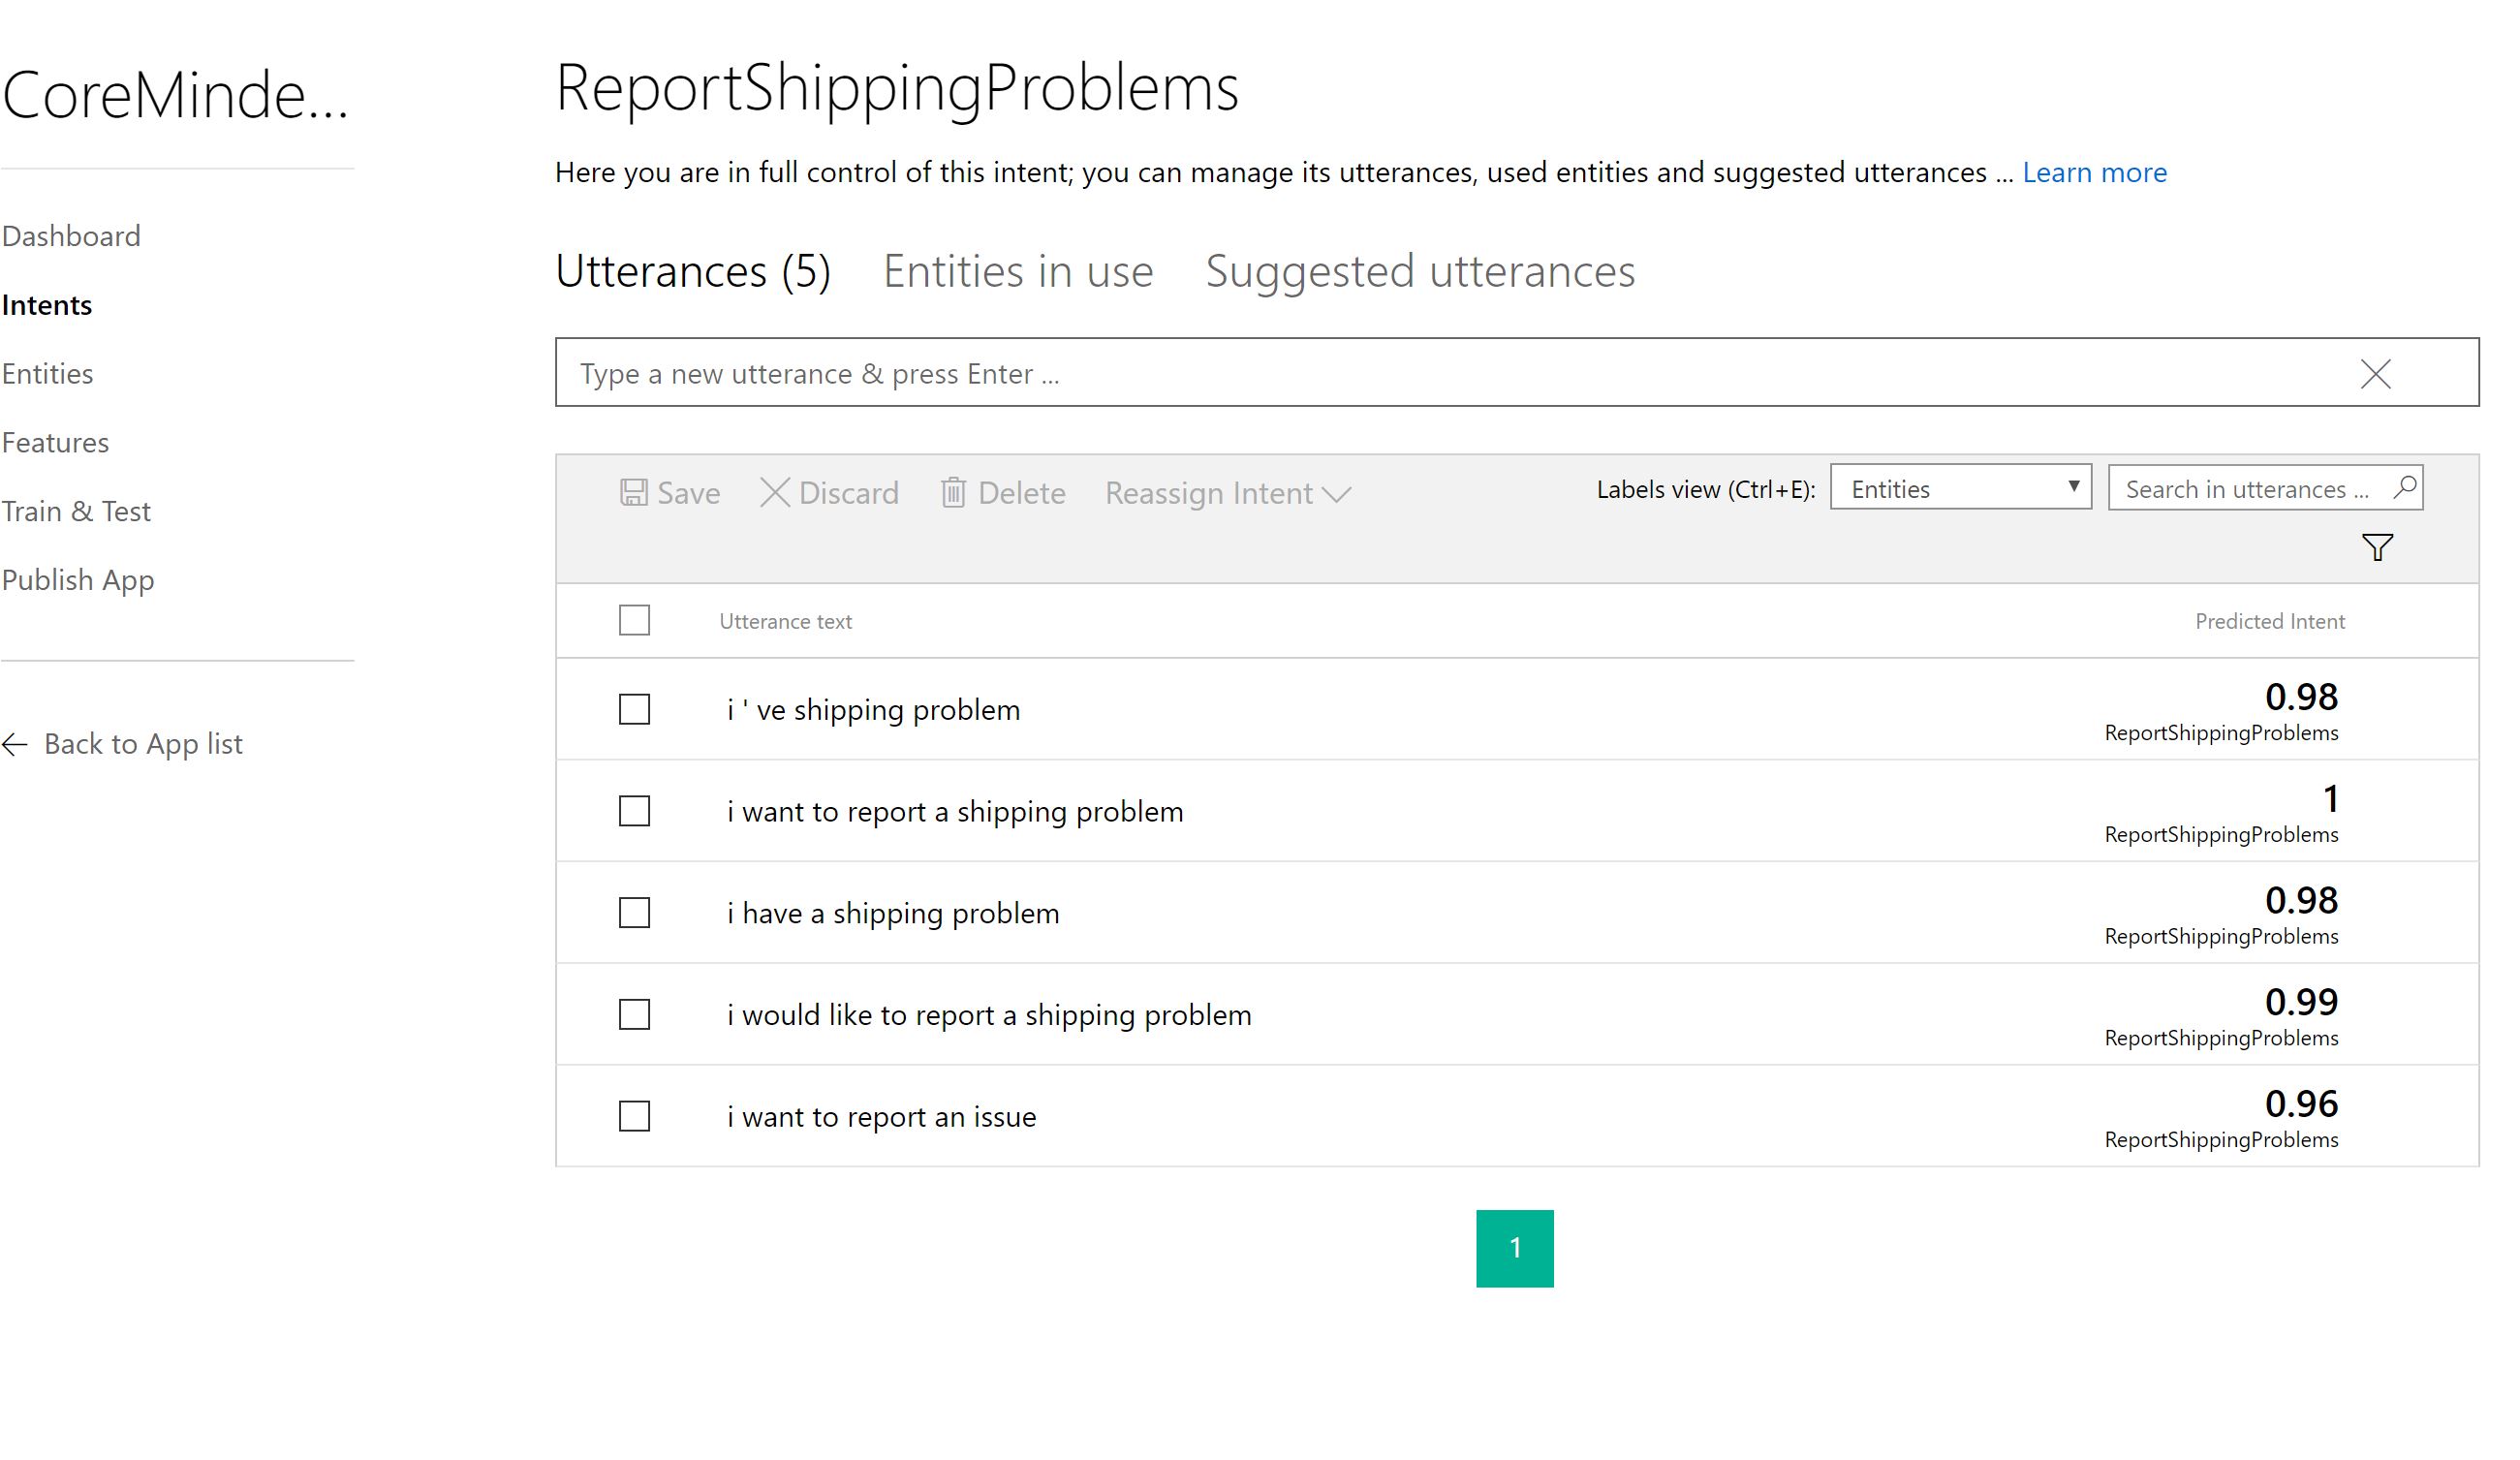 CoreMinde...
Dashboard
Intents
Entities
Features
Train & Test
Publish App
Back to App list
ReportShippingProblems
Here you are in full control of this intent; you can manage its utterances, used entities and suggested utterances ... Learn more
Utterances (5) Entities in use Suggested utterances
Type a new utterance & press Enter ...
Save Discard Delete Reassign Intent Labels view (Ctrl+E): Entities Search in utterances ...
Utterance text Predicted Intent
i ' ve shipping problem 0.98
ReportShippingProblems
i want to report a shipping problem 1
ReportShippingProblems
i have a shipping problem 0.98
ReportShippingProblems
i would like to report a shipping problem 0.99
ReportShippingProblems
i want to report an issue 0.96
ReportShippingProblems
1